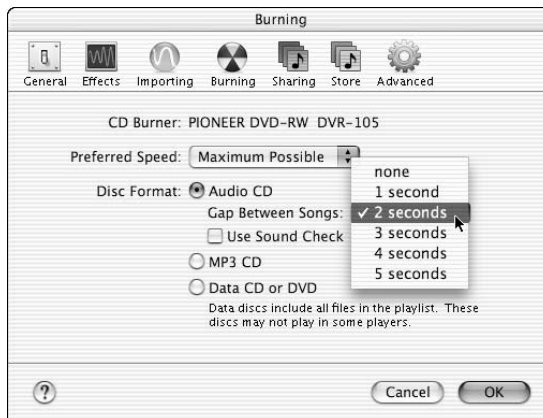 Burning
General Effects Importing Burning Sharing Store Advanced
CD Burner: PIONEER DVD-RW DVR-105
Preferred Speed: Maximum Possible
Disc Format: Audio CD
Gap Between Songs:
none
1 second
✓ 2 seconds
3 seconds
4 seconds
5 seconds
Use Sound Check
MP3 CD
Data CD or DVD
Data discs include all files in the playlist. These
discs may not play in some players.
? Cancel OK